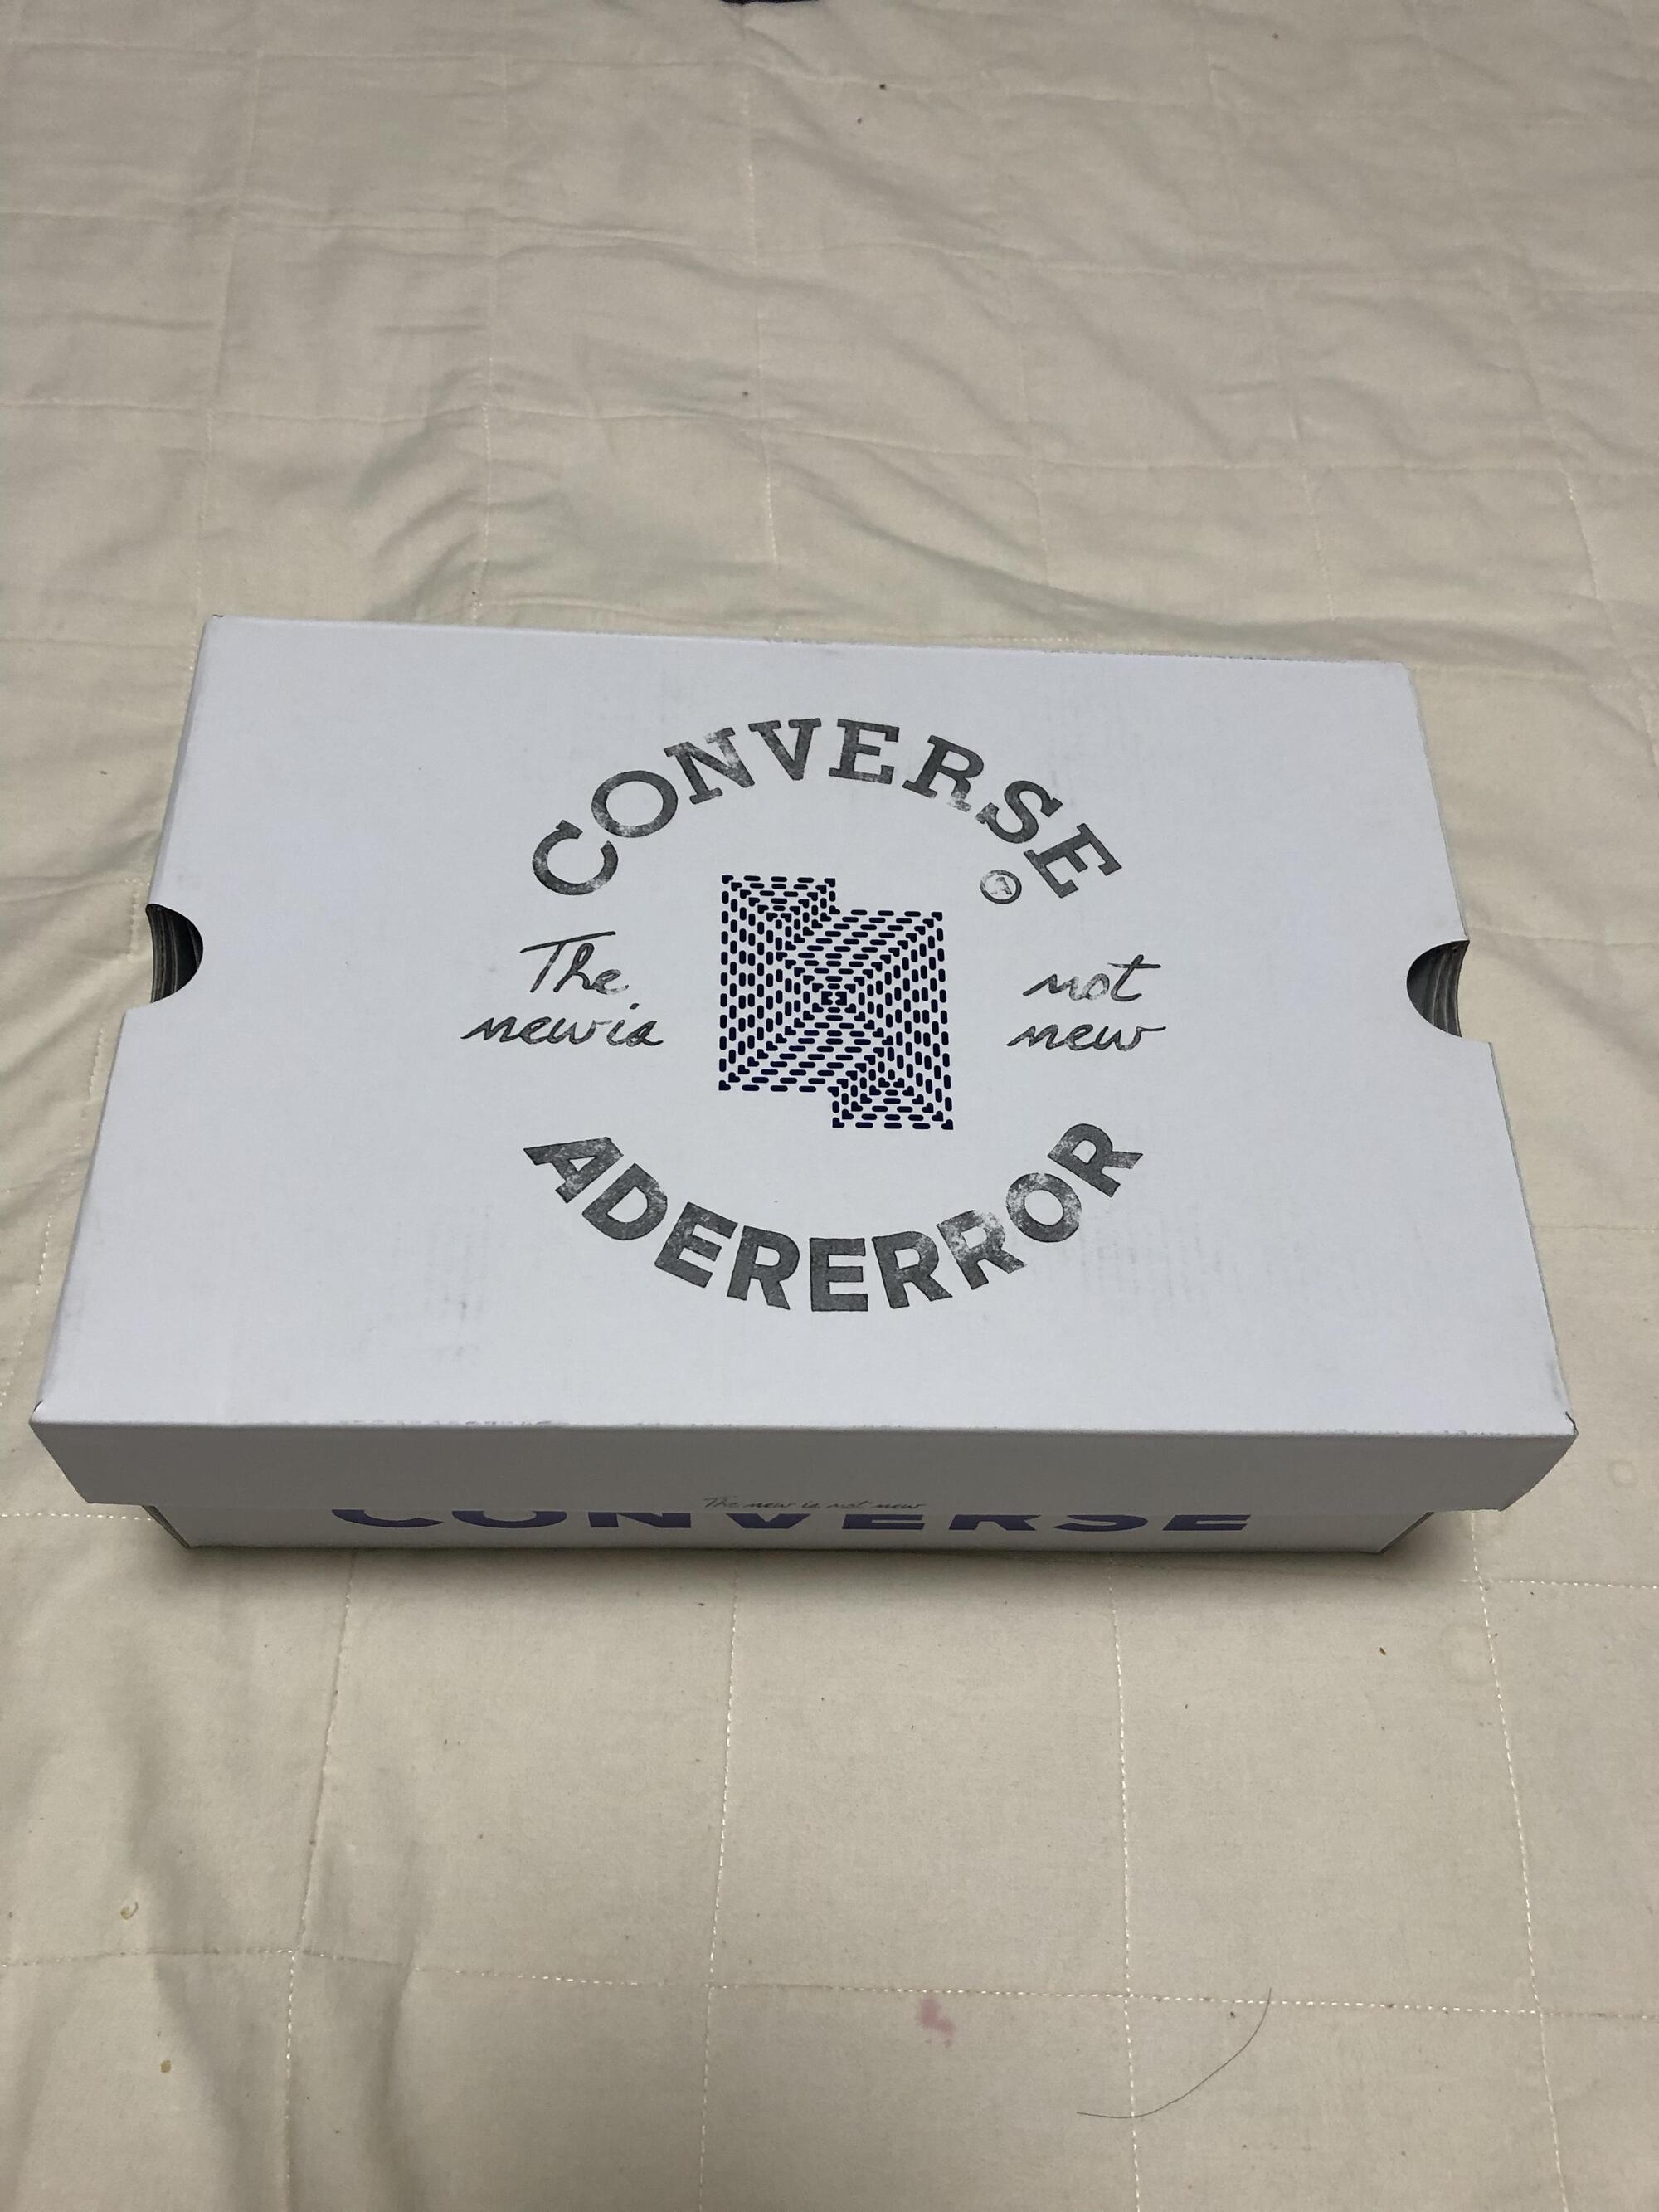 CONVERSE
®
The not
new is new
ADERERROR
The new is not new
CONVERSE